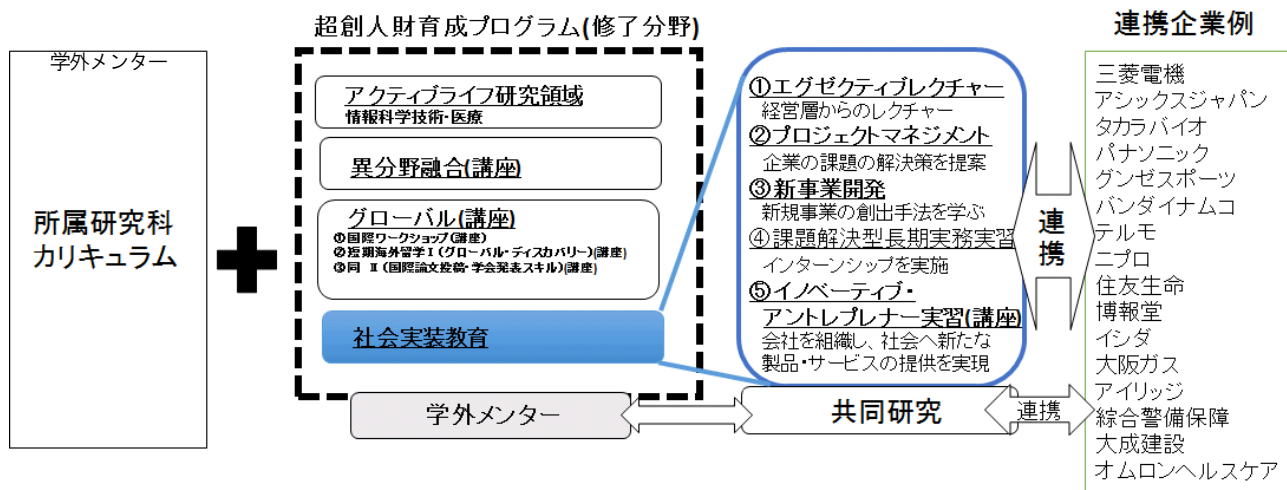 学外メンター
所属研究科
カリキュラム
超創人財育成プログラム(修了分野)
アクティブライフ研究領域
情報科学技術・医療
異分野融合(講座)
グローバル(講座)
①国際ワークショップ(講座)
②短期海外留学Ⅰ(グローバル・ディスカバリー)(講座)
③同 Ⅱ(国際論文投稿・学会発表スキル)(講座)
社会実装教育
学外メンター
①エグゼクティブレクチャー
経営層からのレクチャー
②プロジェクトマネジメント
企業の課題の解決策を提案
③新事業開発
新規事業の創出手法を学ぶ
④課題解決型長期実務実習
インターンシップを実施
⑤イノベーティブ・
アントレプレナー実習(講座)
会社を組織し、社会へ新たな
製品・サービスの提供を実現
共同研究
連携
連携
連携企業例
三菱電機
アシックスジャパン
タカラバイオ
パナソニック
グンゼスポーツ
バンダイナムコ
テルモ
ニプロ
住友生命
博報堂
イシダ
大阪ガス
アイリッジ
綜合警備保障
大成建設
オムロンヘルスケア